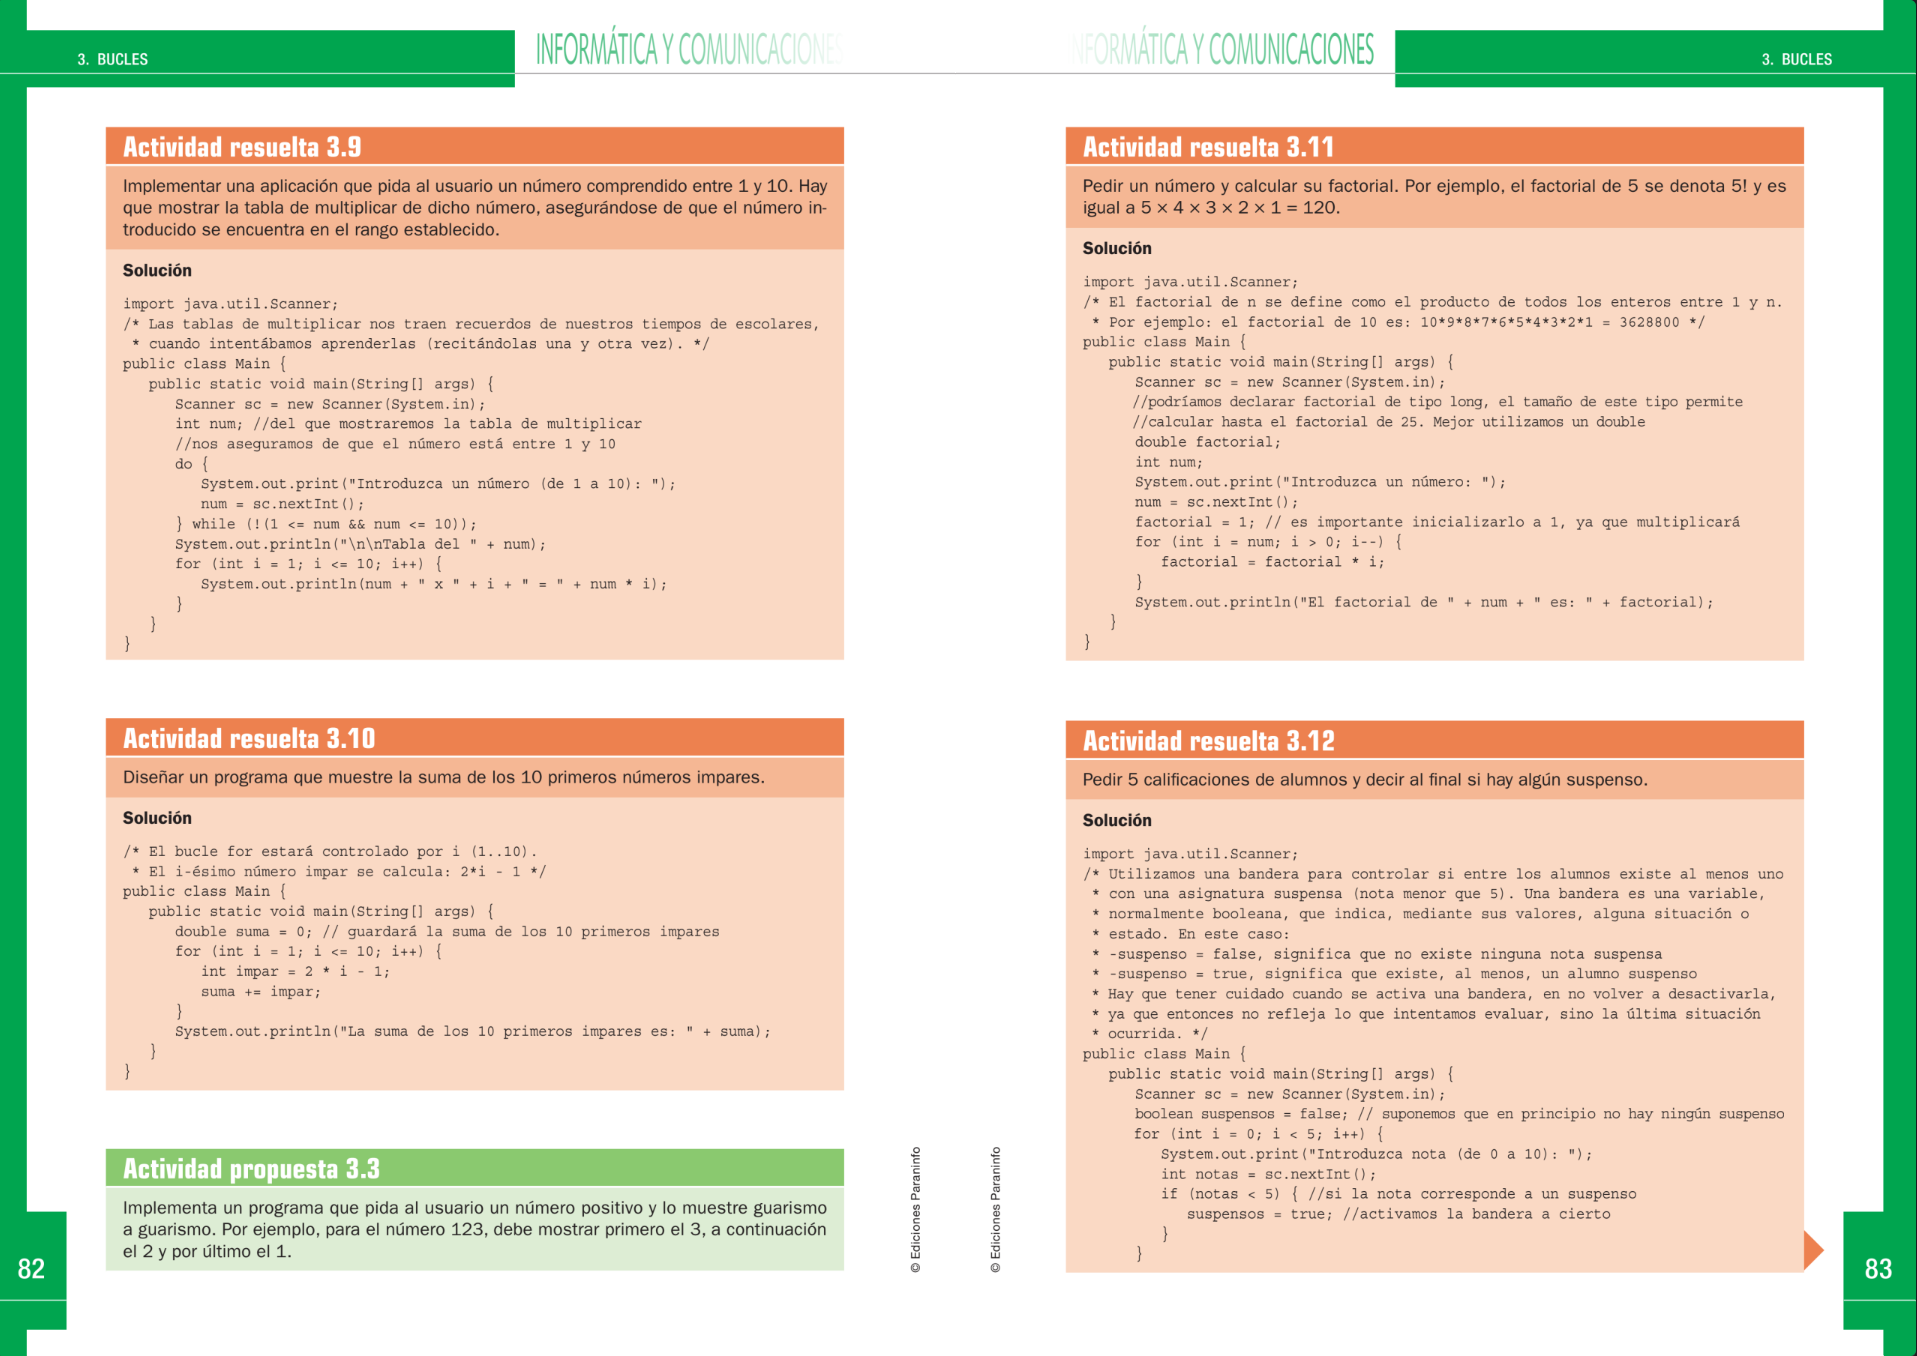 3. BUCLES
INFORMÁTICA Y COMUNICACIONES
Actividad resuelta 3.9
Implementar una aplicación que pida al usuario un número comprendido entre 1 y 10. Hay
que mostrar la tabla de multiplicar de dicho número, asegurándose de que el número in-
troducido se encuentra en el rango establecido.
Solución
import java.util.Scanner;
/* Las tablas de multiplicar nos traen recuerdos de nuestros tiempos de escolares,
 * cuando intentábamos aprenderlas (recitándolas una y otra vez). */
public class Main {
   public static void main(String[] args) {
      Scanner sc = new Scanner(System.in);
      int num; //del que mostraremos la tabla de multiplicar
      //nos aseguramos de que el número está entre 1 y 10
      do {
         System.out.print("Introduzca un número (de 1 a 10): ");
         num = sc.nextInt();
      } while (!(1 <= num && num <= 10));
      System.out.println("\n\nTabla del " + num);
      for (int i = 1; i <= 10; i++) {
         System.out.println(num + " x " + i + " = " + num * i);
      }
   }
}
Actividad resuelta 3.10
Diseñar un programa que muestre la suma de los 10 primeros números impares.
Solución
/* El bucle for estará controlado por i (1..10).
 * El i-ésimo número impar se calcula: 2*i - 1 */
public class Main {
   public static void main(String[] args) {
      double suma = 0; // guardará la suma de los 10 primeros impares
      for (int i = 1; i <= 10; i++) {
         int impar = 2 * i - 1;
         suma += impar;
      }
      System.out.println("La suma de los 10 primeros impares es: " + suma);
   }
}
Actividad propuesta 3.3
Implementa un programa que pida al usuario un número positivo y lo muestre guarismo
a guarismo. Por ejemplo, para el número 123, debe mostrar primero el 3, a continuación
el 2 y por último el 1.
82
© Ediciones Paraninfo
INFORMÁTICA Y COMUNICACIONES
3. BUCLES
Actividad resuelta 3.11
Pedir un número y calcular su factorial. Por ejemplo, el factorial de 5 se denota 5! y es
igual a 5 × 4 × 3 × 2 × 1 = 120.
Solución
import java.util.Scanner;
/* El factorial de n se define como el producto de todos los enteros entre 1 y n.
 * Por ejemplo: el factorial de 10 es: 10*9*8*7*6*5*4*3*2*1 = 3628800 */
public class Main {
   public static void main(String[] args) {
      Scanner sc = new Scanner(System.in);
      //podríamos declarar factorial de tipo long, el tamaño de este tipo permite
      //calcular hasta el factorial de 25. Mejor utilizamos un double
      double factorial;
      int num;
      System.out.print("Introduzca un número: ");
      num = sc.nextInt();
      factorial = 1; // es importante inicializarlo a 1, ya que multiplicará
      for (int i = num; i > 0; i--) {
         factorial = factorial * i;
      }
      System.out.println("El factorial de " + num + " es: " + factorial);
   }
}
Actividad resuelta 3.12
Pedir 5 calificaciones de alumnos y decir al final si hay algún suspenso.
Solución
import java.util.Scanner;
/* Utilizamos una bandera para controlar si entre los alumnos existe al menos uno
 * con una asignatura suspensa (nota menor que 5). Una bandera es una variable,
 * normalmente booleana, que indica, mediante sus valores, alguna situación o
 * estado. En este caso:
 * -suspenso = false, significa que no existe ninguna nota suspensa
 * -suspenso = true, significa que existe, al menos, un alumno suspenso
 * Hay que tener cuidado cuando se activa una bandera, en no volver a desactivarla,
 * ya que entonces no refleja lo que intentamos evaluar, sino la última situación
 * ocurrida. */
public class Main {
   public static void main(String[] args) {
      Scanner sc = new Scanner(System.in);
      boolean suspensos = false; // suponemos que en principio no hay ningún suspenso
      for (int i = 0; i < 5; i++) {
         System.out.print("Introduzca nota (de 0 a 10): ");
         int notas = sc.nextInt();
         if (notas < 5) { //si la nota corresponde a un suspenso
            suspensos = true; //activamos la bandera a cierto
         }
      }
© Ediciones Paraninfo
83